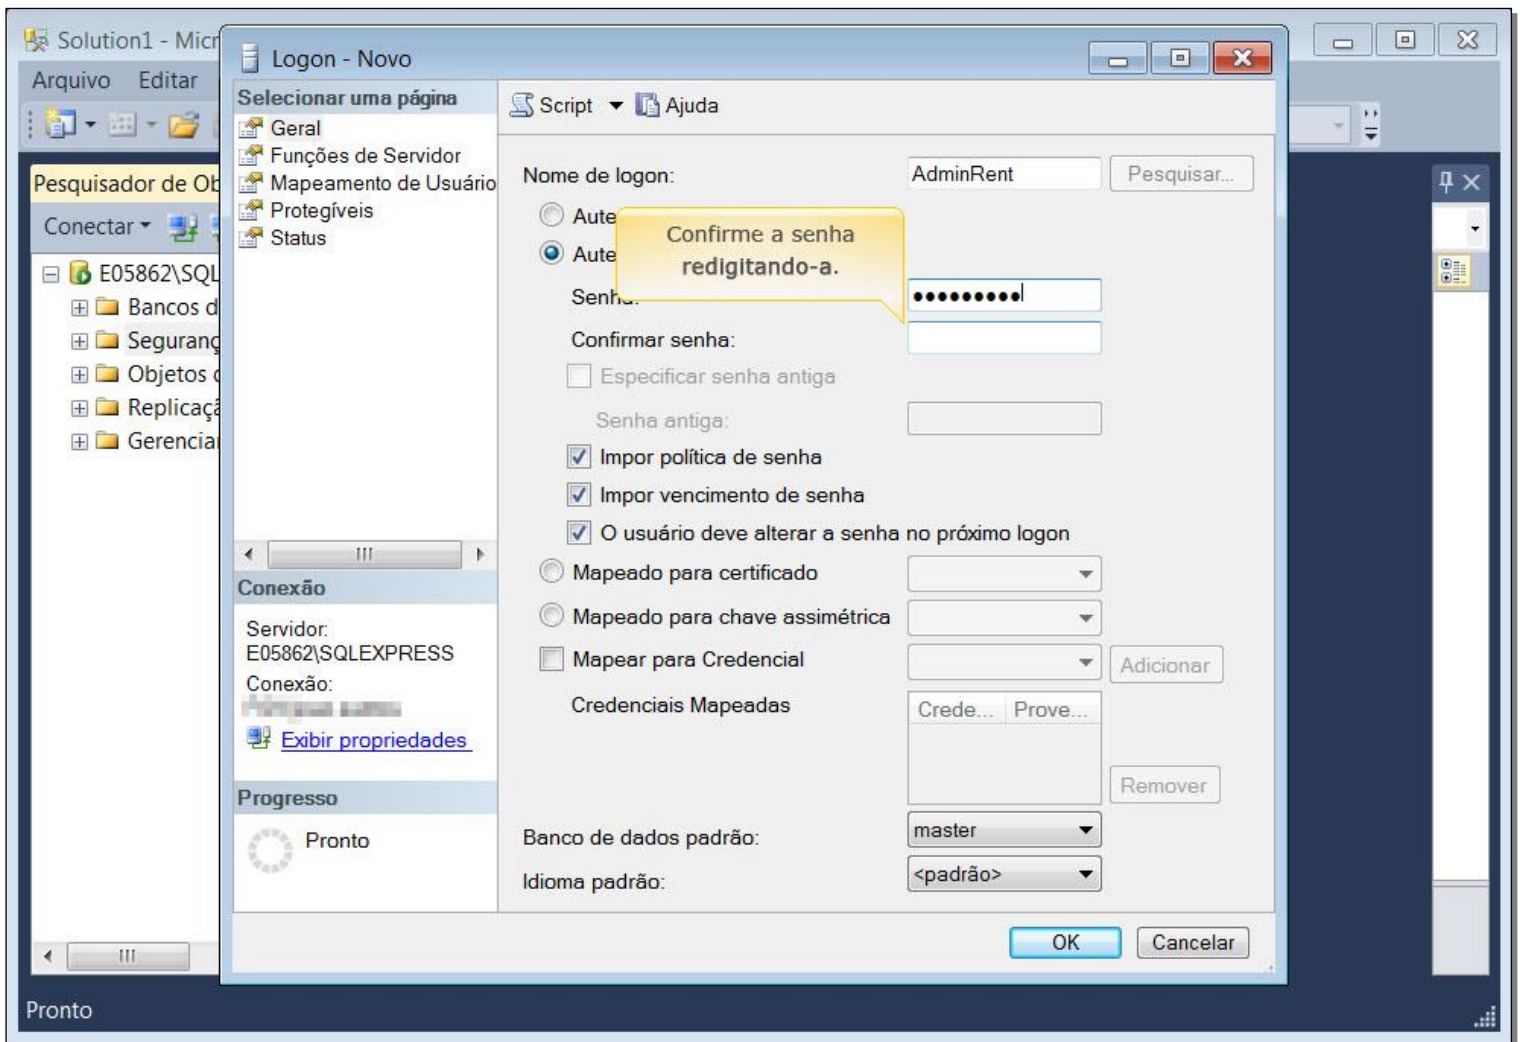 Solution1 - Micr
Arquivo Editar
Pesquisador de Ob
Conectar
E05862\SQL
Bancos d
Seguranç
Objetos
Replicaçã
Gerencia
Pronto
Logon - Novo
Selecionar uma página
Geral
Funções de Servidor
Mapeamento de Usuário
Protegíveis
Status
Conexão
Servidor:
E05862\SQLEXPRESS
Conexão:
Exibir propriedades
Progresso
Pronto
Script Ajuda
Nome de logon: AdminRent Pesquisar...
Aute
Aute
Confirme a senha
redigitando-a.
Senha:
Confirmar senha:
Especificar senha antiga
Senha antiga:
Impor política de senha
Impor vencimento de senha
O usuário deve alterar a senha no próximo logon
Mapeado para certificado
Mapeado para chave assimétrica
Mapear para Credencial Adicionar
Credenciais Mapeadas Crede... Prove...
Remover
Banco de dados padrão: master
Idioma padrão: <padrão>
OK Cancelar